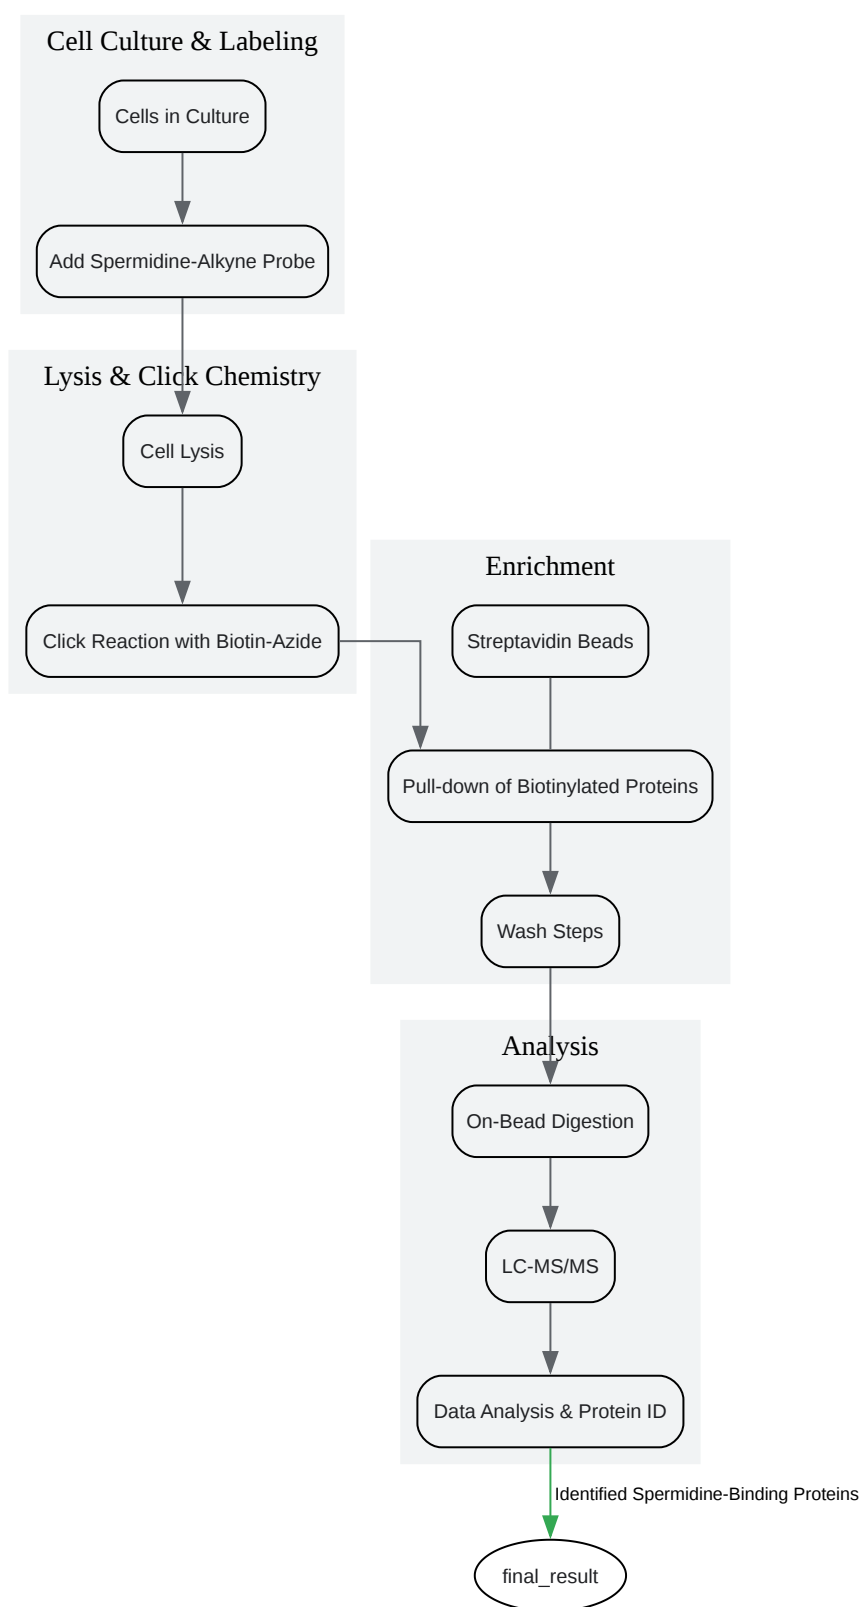 Cell Culture & Labeling
Cells in Culture
Add Spermidine-Alkyne Probe
Lysis & Click Chemistry
Cell Lysis
Click Reaction with Biotin-Azide
Enrichment
Streptavidin Beads
Pull-down of Biotinylated Proteins
Wash Steps
Analysis
On-Bead Digestion
LC-MS/MS
Data Analysis & Protein ID
Identified Spermidine-Binding Proteins
final_result